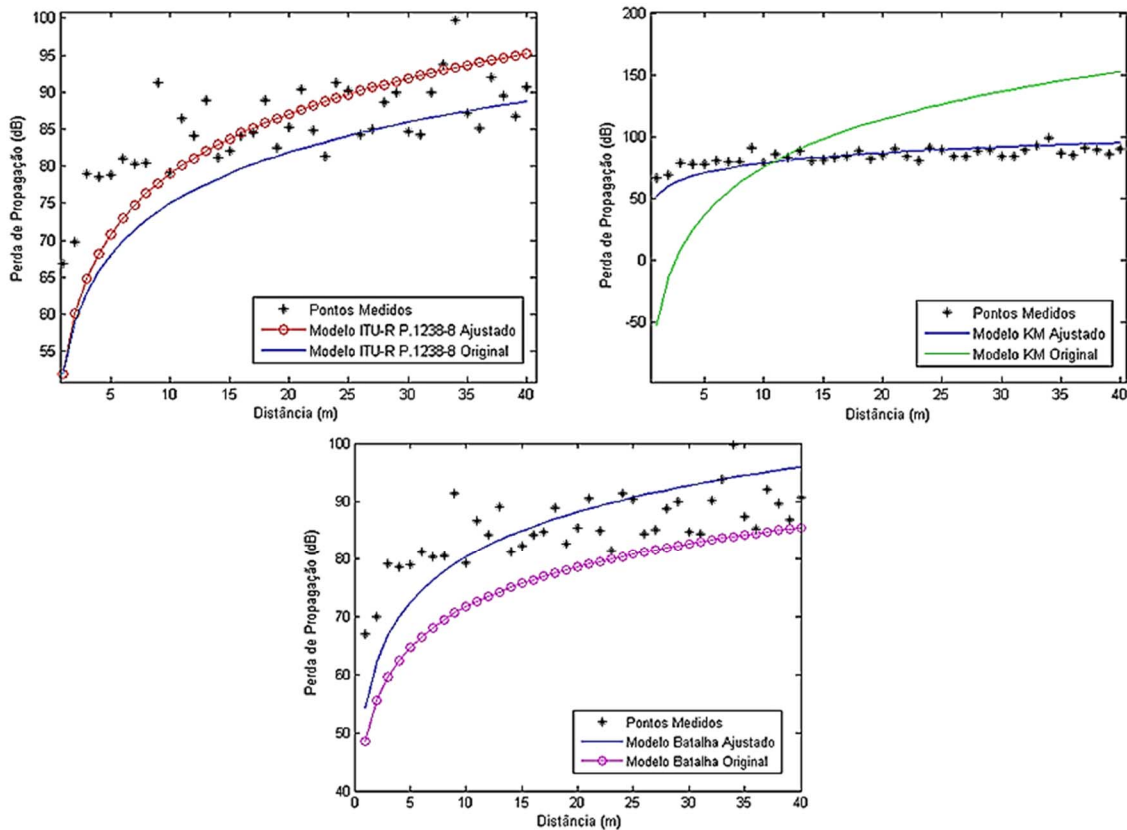 100
95
90
85
80
75
70
65
60
55
Perda de Propagação (dB)
Pontos Medidos
Modelo ITU-R P.1238-8 Ajustado
Modelo ITU-R P.1238-8 Original
5 10 15 20 25 30 35 40
Distância (m)
200
150
100
50
0
-50
Perda de Propagação (dB)
Pontos Medidos
Modelo KM Ajustado
Modelo KM Original
5 10 15 20 25 30 35 40
Distância (m)
100
90
80
70
60
50
40
Perda de Propagação (dB)
Pontos Medidos
Modelo Batalha Ajustado
Modelo Batalha Original
0 5 10 15 20 25 30 35 40
Distância (m)